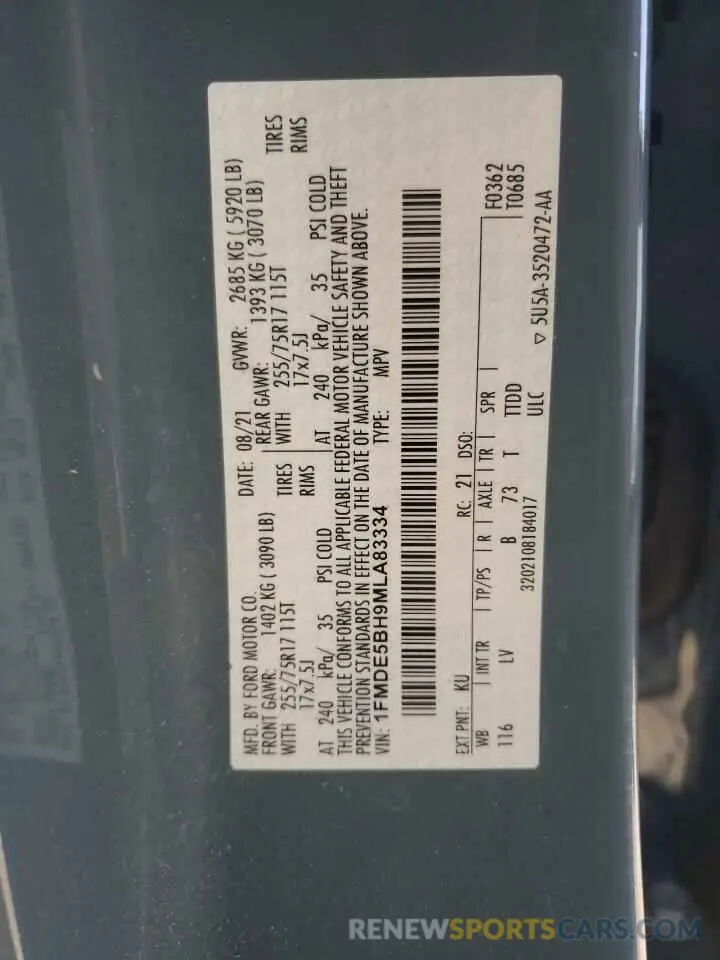 MFD. BY FORD MOTOR CO.
DATE: 08/21 GVWR: 2685 KG ( 5920 LB)
FRONT GAWR: 1402 KG ( 3090 LB) REAR GAWR: 1393 KG ( 3070 LB)
WITH 255/75R17 115T TIRES WITH 255/75R17 115T TIRES
17x7.5J RIMS 17x7.5J RIMS
AT 240 kPa/ 35 PSI COLD AT 240 kPa/ 35 PSI COLD
THIS VEHICLE CONFORMS TO ALL APPLICABLE FEDERAL MOTOR VEHICLE SAFETY AND THEFT
PREVENTION STANDARDS IN EFFECT ON THE DATE OF MANUFACTURE SHOWN ABOVE.
VIN: 1FMDE5BH9MLA83334 TYPE: MPV
EXT PNT: KU RC: 21 DSO: F0362
WB INT TR TP/PS R AXLE TR SPR T0685
116 LV B 73 T TTDD
3202108184017 ULC
▽ 5U5A-3520472-AA
RENEWSPORTSCARS.COM